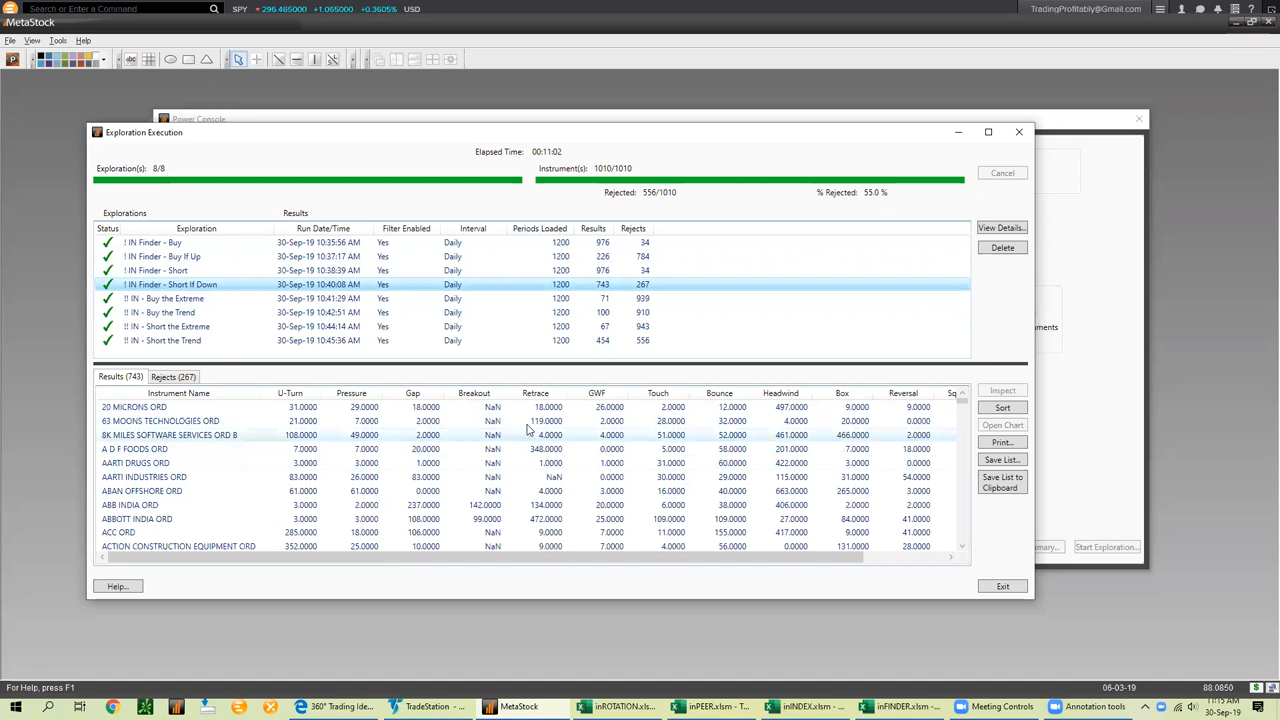 Search for Command or Symbol SPY ▼ 296.465000 +1.065000 +0.3605% USD TradingProfitably@Gmail.com
MetaStock
File View Tools Help
Power Console
Exploration Execution
Elapsed Time: 00:11:02
Exploration(s): 8/8 Instrument(s): 1010/1010 Cancel
Rejected: 556/1010 % Rejected: 55.0 %
Explorations Results
Status Exploration Run Date/Time Filter Enabled Interval Periods Loaded Results Rejects View Details...
! IN Finder - Buy 30-Sep-19 10:35:56 AM Yes Daily 1200 976 34 Delete
! IN Finder - Buy If Up 30-Sep-19 10:37:17 AM Yes Daily 1200 226 784
! IN Finder - Short 30-Sep-19 10:38:39 AM Yes Daily 1200 976 34
! IN Finder - Short If Down 30-Sep-19 10:40:08 AM Yes Daily 1200 743 267
!! IN - Buy the Extreme 30-Sep-19 10:41:29 AM Yes Daily 1200 71 939
!! IN - Buy the Trend 30-Sep-19 10:42:51 AM Yes Daily 1200 100 910
!! IN - Short the Extreme 30-Sep-19 10:44:14 AM Yes Daily 1200 67 943 ments
!! IN - Short the Trend 30-Sep-19 10:45:36 AM Yes Daily 1200 454 556
Results (743) Rejects (267)
Instrument Name U-Turn Pressure Gap Breakout Retrace GWF Touch Bounce Headwind Box Reversal Sq Inspect
20 MICRONS ORD 31.0000 29.0000 18.0000 NaN 18.0000 26.0000 2.0000 12.0000 497.0000 9.0000 9.0000 Sort
63 MOONS TECHNOLOGIES ORD 21.0000 7.0000 2.0000 NaN 119.0000 2.0000 28.0000 32.0000 4.0000 20.0000 0.0000 Open Chart
8K MILES SOFTWARE SERVICES ORD B 108.0000 49.0000 2.0000 NaN 4.0000 4.0000 51.0000 52.0000 461.0000 466.0000 2.0000 Print...
A D F FOODS ORD 7.0000 7.0000 20.0000 NaN 348.0000 0.0000 5.0000 58.0000 201.0000 7.0000 18.0000
AARTI DRUGS ORD 3.0000 3.0000 1.0000 NaN 1.0000 1.0000 31.0000 60.0000 422.0000 3.0000 0.0000 Save List...
AARTI INDUSTRIES ORD 83.0000 26.0000 83.0000 NaN NaN 0.0000 30.0000 29.0000 115.0000 31.0000 54.0000 Save List to Clipboard
ABAN OFFSHORE ORD 61.0000 61.0000 0.0000 NaN 4.0000 3.0000 16.0000 40.0000 663.0000 265.0000 3.0000
ABB INDIA ORD 3.0000 2.0000 237.0000 142.0000 134.0000 20.0000 6.0000 38.0000 406.0000 2.0000 2.0000
ABBOTT INDIA ORD 3.0000 3.0000 108.0000 99.0000 472.0000 25.0000 109.0000 109.0000 27.0000 84.0000 41.0000
ACC ORD 285.0000 18.0000 106.0000 NaN 9.0000 7.0000 11.0000 155.0000 417.0000 9.0000 41.0000
ACTION CONSTRUCTION EQUIPMENT ORD 352.0000 25.0000 10.0000 NaN 9.0000 7.0000 4.0000 56.0000 0.0000 131.0000 28.0000 mary... Start Exploration...
Help... Exit
For Help, press F1 06-03-19 88.0850
360° Trading Ide... TradeStation - ... MetaStock inROTATION.xls... inPEER.xlsm - T... inINDEX.xlsm - ... inFINDER.xlsm -... Meeting Controls Annotation tools 11:15 AM
30-Sep-19